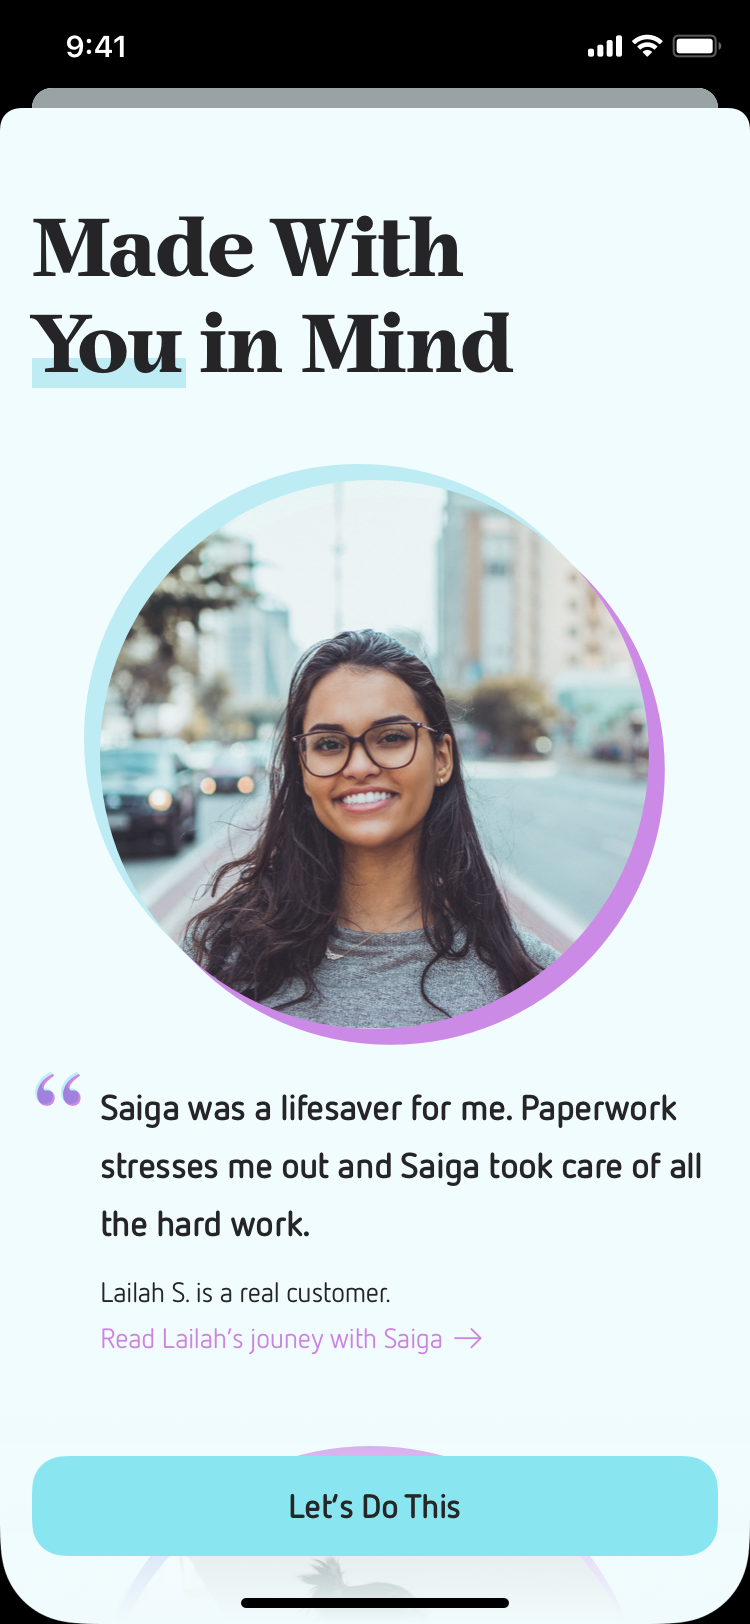 9:41
Made With
You in Mind
“ Saiga was a lifesaver for me. Paperwork
stresses me out and Saiga took care of all
the hard work.
Lailah S. is a real customer.
Read Lailah’s jouney with Saiga →
Let’s Do This